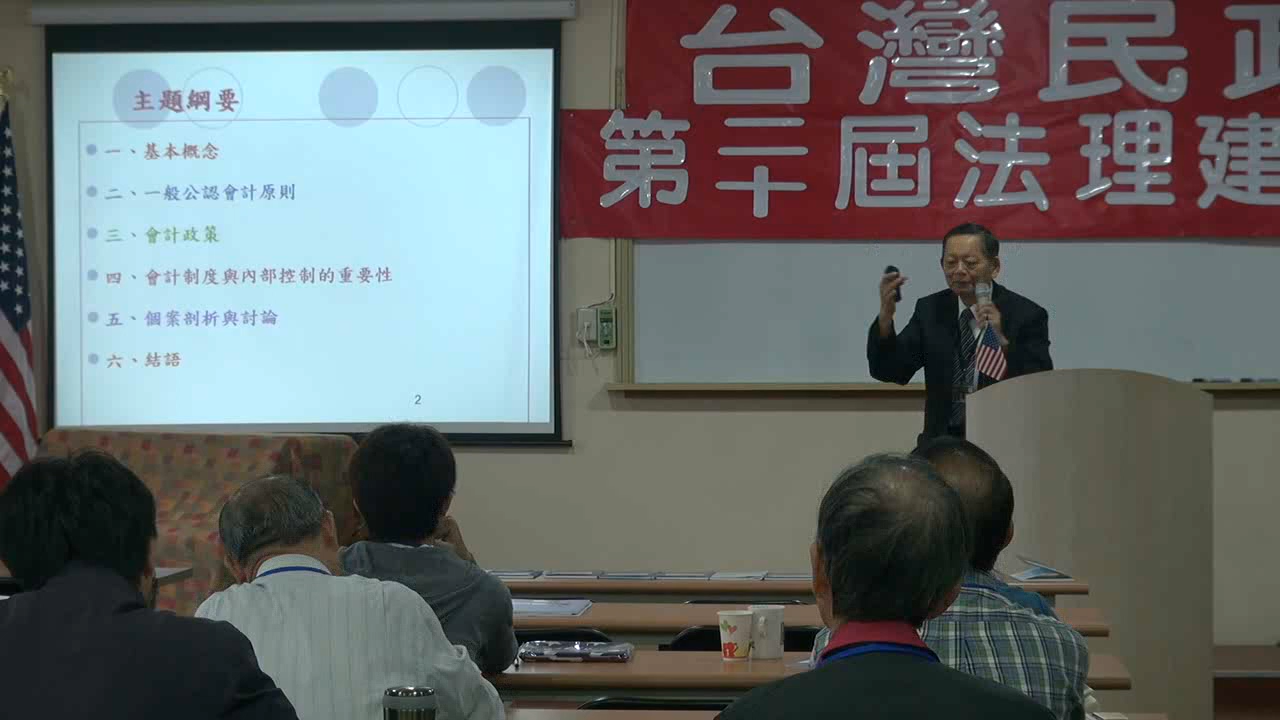 主題綱要
一、基本概念
二、一般公認會計原則
三、會計政策
四、會計制度與內部控制的重要性
五、個案剖析與討論
六、結語
2
台灣民政
第二十屆法理建